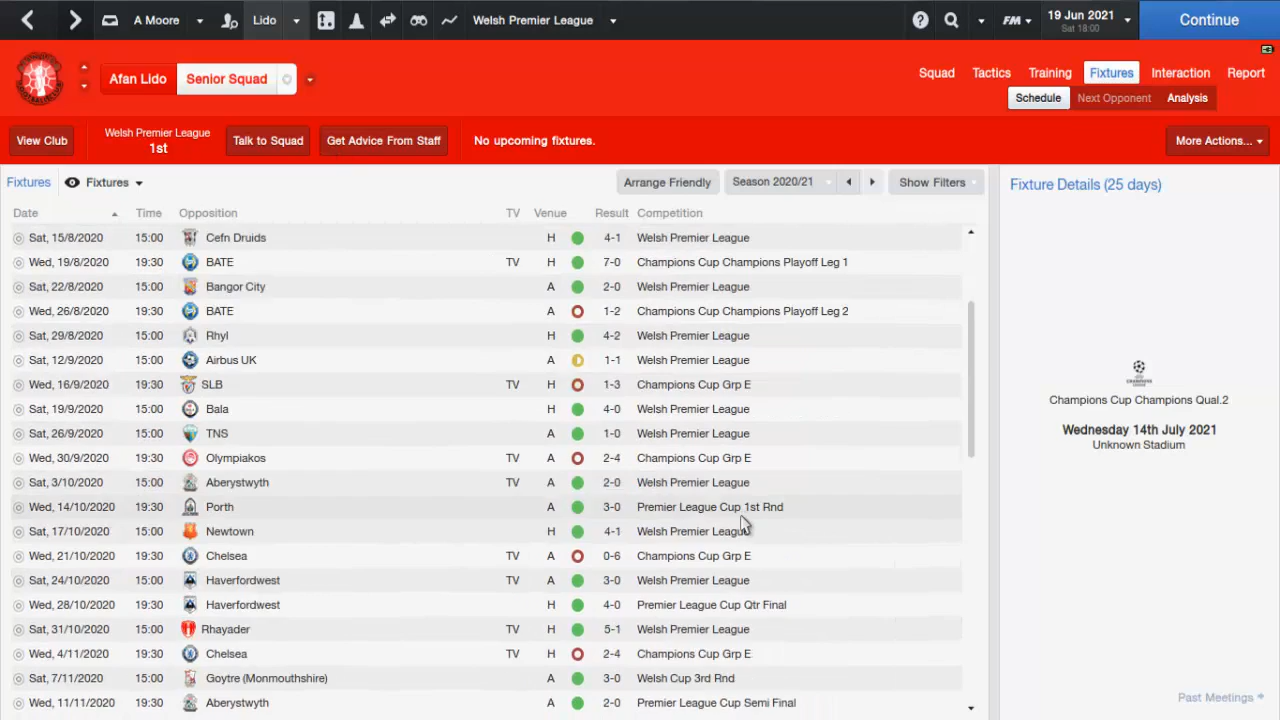 A Moore Lido Welsh Premier League FM 19 Jun 2021 Continue
Sat 18:00
Afan Lido Senior Squad Squad Tactics Training Fixtures Interaction Report
Schedule Next Opponent Analysis
View Club Welsh Premier League Talk to Squad Get Advice From Staff No upcoming fixtures. More Actions...
1st
Fixtures Fixtures Arrange Friendly Season 2020/21 Show Filters
Date Time Opposition TV Venue Result Competition
Sat, 15/8/2020 15:00 Cefn Druids H 4-1 Welsh Premier League
Wed, 19/8/2020 19:30 BATE TV H 7-0 Champions Cup Champions Playoff Leg 1
Sat, 22/8/2020 15:00 Bangor City A 2-0 Welsh Premier League
Wed, 26/8/2020 19:30 BATE A 1-2 Champions Cup Champions Playoff Leg 2
Sat, 29/8/2020 15:00 Rhyl H 4-2 Welsh Premier League
Sat, 12/9/2020 15:00 Airbus UK A 1-1 Welsh Premier League
Wed, 16/9/2020 19:30 SLB TV H 1-3 Champions Cup Grp E
Sat, 19/9/2020 15:00 Bala H 4-0 Welsh Premier League
Sat, 26/9/2020 15:00 TNS A 1-0 Welsh Premier League
Wed, 30/9/2020 19:30 Olympiakos TV A 2-4 Champions Cup Grp E
Sat, 3/10/2020 15:00 Aberystwyth TV A 2-0 Welsh Premier League
Wed, 14/10/2020 19:30 Porth A 3-0 Premier League Cup 1st Rnd
Sat, 17/10/2020 15:00 Newtown H 4-1 Welsh Premier League
Wed, 21/10/2020 19:30 Chelsea TV A 0-6 Champions Cup Grp E
Sat, 24/10/2020 15:00 Haverfordwest TV A 3-0 Welsh Premier League
Wed, 28/10/2020 19:30 Haverfordwest H 4-0 Premier League Cup Qtr Final
Sat, 31/10/2020 15:00 Rhayader TV H 5-1 Welsh Premier League
Wed, 4/11/2020 19:30 Chelsea TV H 2-4 Champions Cup Grp E
Sat, 7/11/2020 15:00 Goytre (Monmouthshire) A 3-0 Welsh Cup 3rd Rnd
Wed, 11/11/2020 19:30 Aberystwyth A 2-0 Premier League Cup Semi Final
Fixture Details (25 days)
CHAMPIONS
Champions Cup Champions Qual.2
Wednesday 14th July 2021
Unknown Stadium
Past Meetings